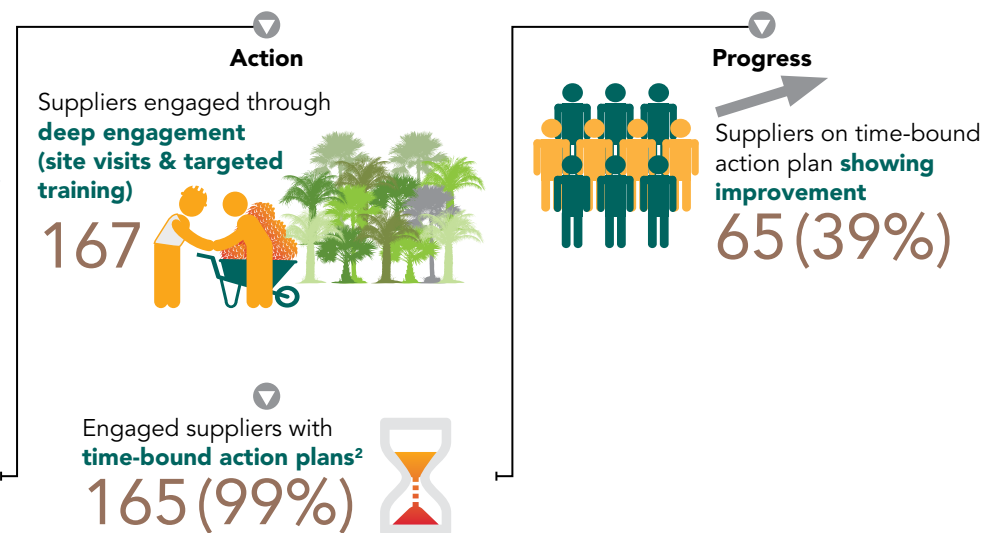 Action
Suppliers engaged through
deep engagement
(site visits & targeted
training)
167
Engaged suppliers with
time-bound action plans²
165 (99%)
Progress
Suppliers on time-bound
action plan showing
improvement
65 (39%)